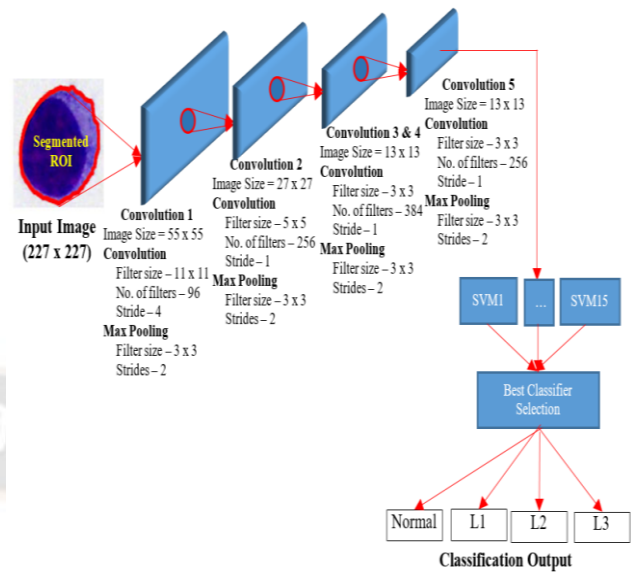 Segmented
ROI
Input Image
(227 x 227)
Convolution 1
Image Size = 55 x 55
Convolution
Filter size – 11 x 11
No. of filters – 96
Stride – 4
Max Pooling
Filter size – 3 x 3
Strides – 2
Convolution 2
Image Size = 27 x 27
Convolution
Filter size – 5 x 5
No. of filters – 256
Stride – 1
Max Pooling
Filter size – 3 x 3
Strides – 2
Convolution 3 & 4
Image Size = 13 x 13
Convolution
Filter size – 3 x 3
No. of filters – 384
Stride – 1
Max Pooling
Filter size – 3 x 3
Strides – 2
Convolution 5
Image Size = 13 x 13
Convolution
Filter size – 3 x 3
No. of filters – 256
Stride – 1
Max Pooling
Filter size – 3 x 3
Strides – 2
SVM1 ... SVM15
Best Classifier
Selection
Normal L1 L2 L3
Classification Output